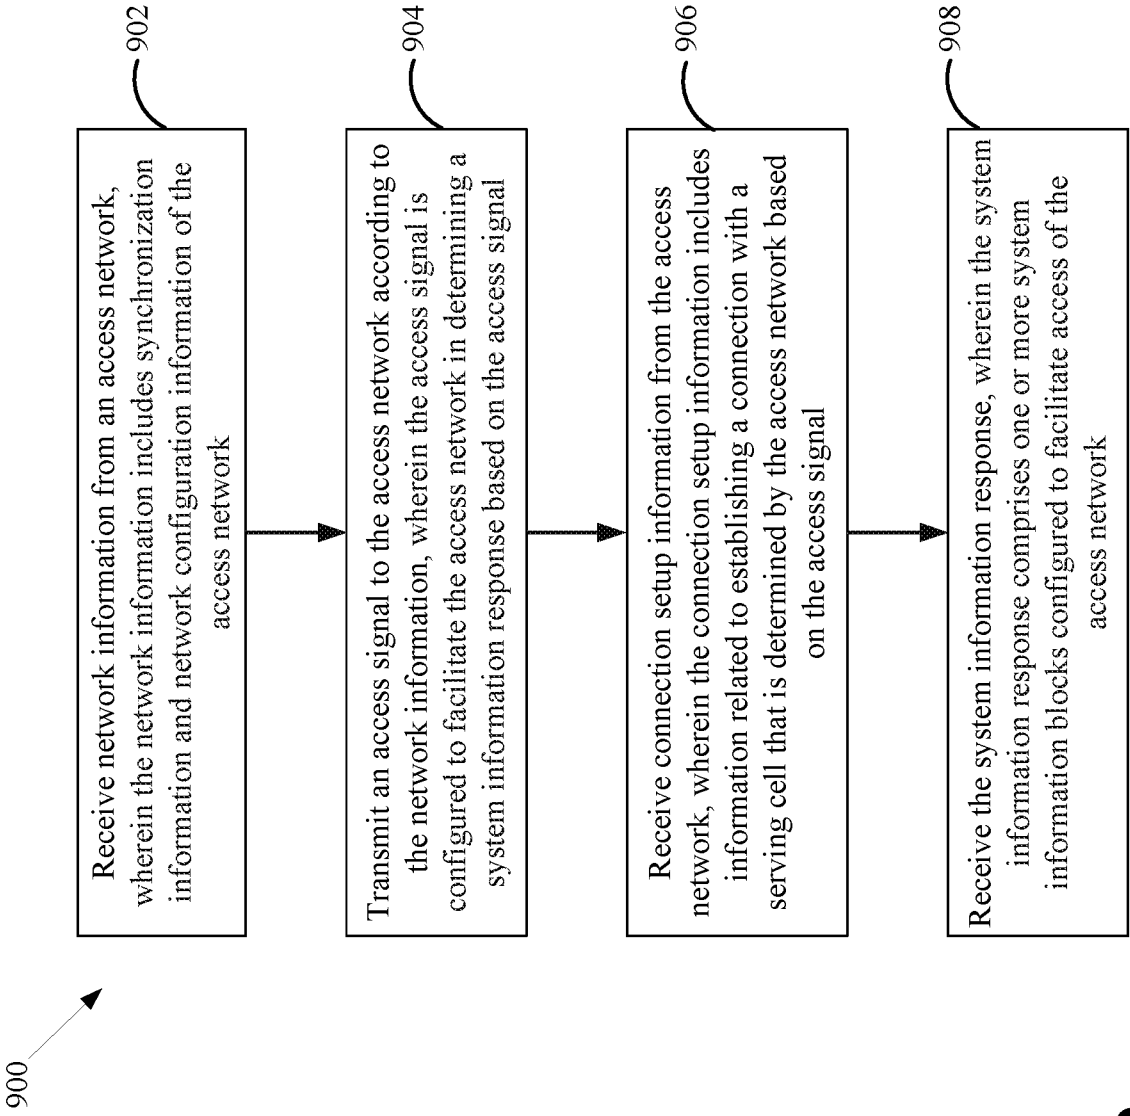 900
902
Receive network information from an access network,
wherein the network information includes synchronization
information and network configuration information of the
access network
904
Transmit an access signal to the access network according to
the network information, wherein the access signal is
configured to facilitate the access network in determining a
system information response based on the access signal
906
Receive connection setup information from the access
network, wherein the connection setup information includes
information related to establishing a connection with a
serving cell that is determined by the access network based
on the access signal
908
Receive the system information response, wherein the system
information response comprises one or more system
information blocks configured to facilitate access of the
access network